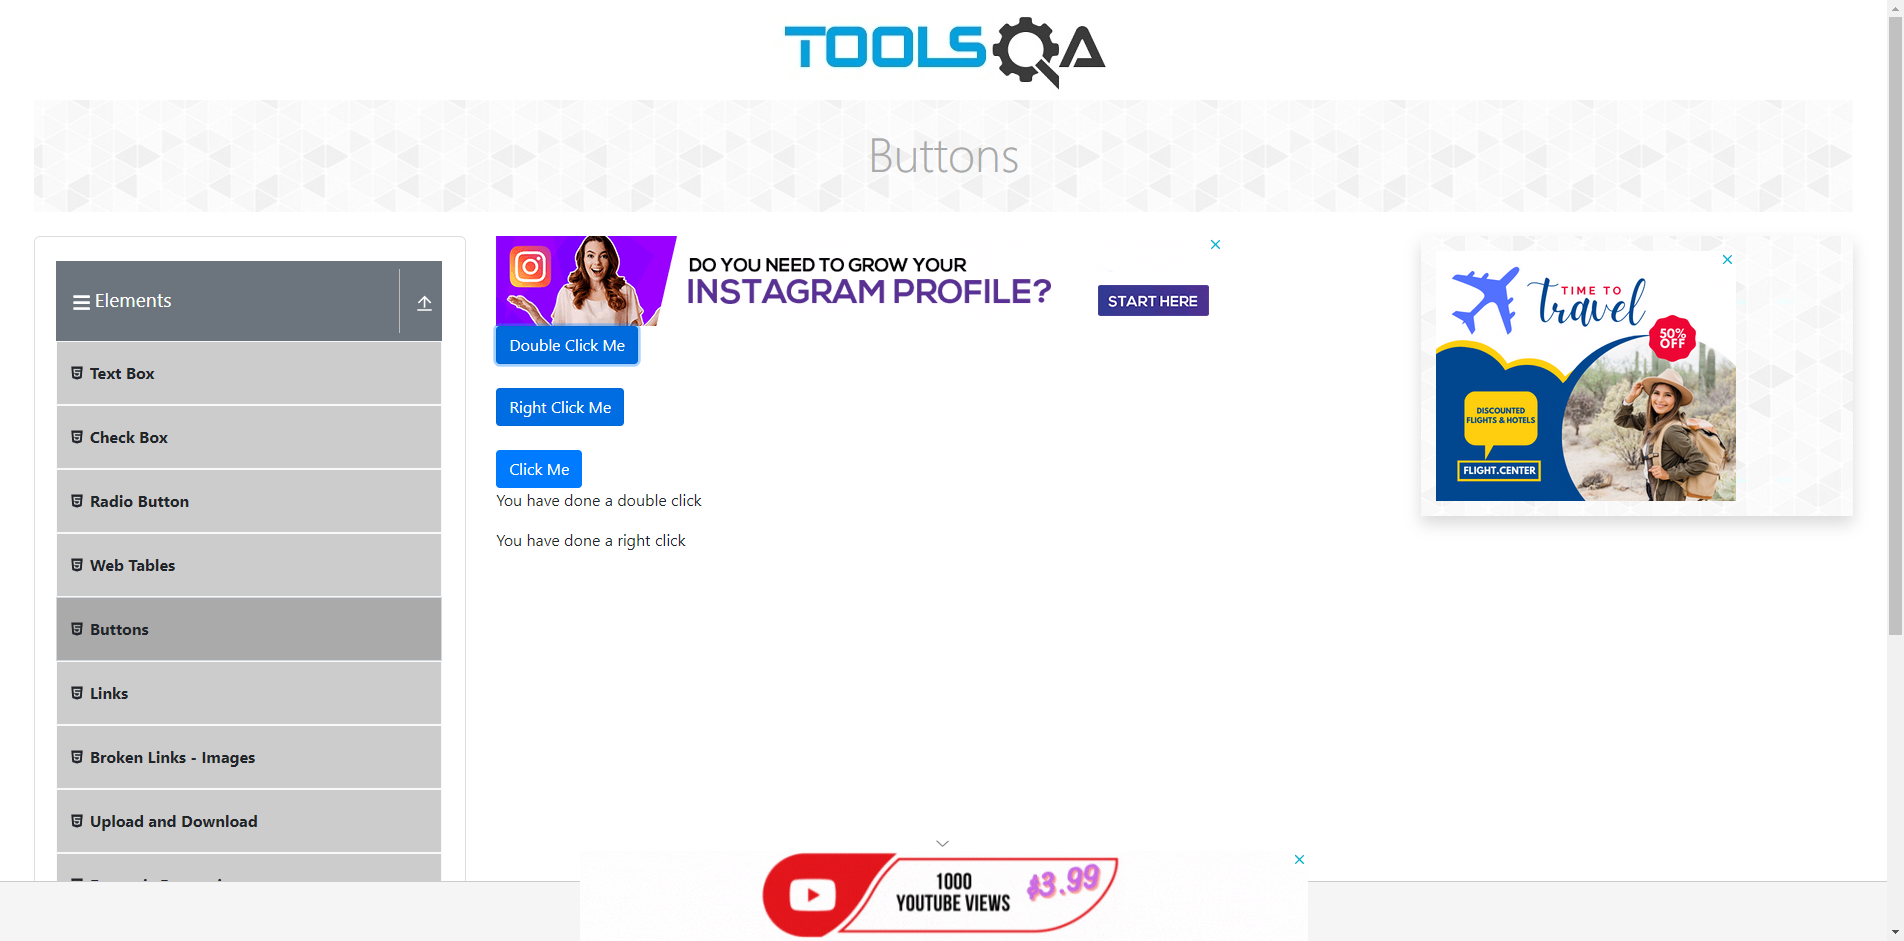 TOOLSQA
Buttons
Elements
Text Box
Check Box
Radio Button
Web Tables
Buttons
Links
Broken Links - Images
Upload and Download
DO YOU NEED TO GROW YOUR
INSTAGRAM PROFILE?
START HERE
Double Click Me
Right Click Me
Click Me
You have done a double click
You have done a right click
TIME TO
travel
50%
OFF
DISCOUNTED
FLIGHTS & HOTELS
FLIGHT.CENTER
1000
YOUTUBE VIEWS
$3.99